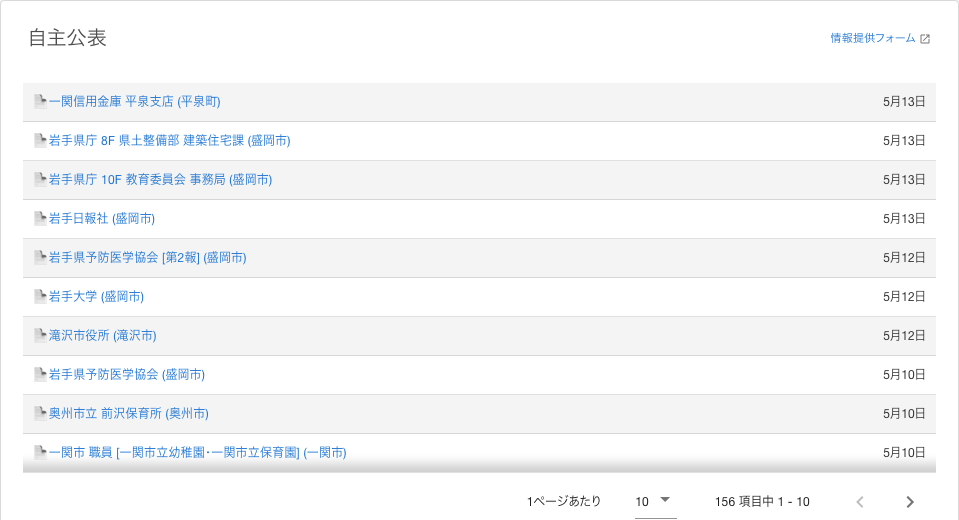 自主公表
情報提供フォーム
一関信用金庫 平泉支店 (平泉町) 5月13日
岩手県庁 8F 県土整備部 建築住宅課 (盛岡市) 5月13日
岩手県庁 10F 教育委員会 事務局 (盛岡市) 5月13日
岩手日報社 (盛岡市) 5月13日
岩手県予防医学協会 [第2報] (盛岡市) 5月12日
岩手大学 (盛岡市) 5月12日
滝沢市役所 (滝沢市) 5月12日
岩手県予防医学協会 (盛岡市) 5月10日
奥州市立 前沢保育所 (奥州市) 5月10日
一関市 職員 [一関市立幼稚園･一関市立保育園] (一関市) 5月10日
1ページあたり 10 156 項目中 1 - 10